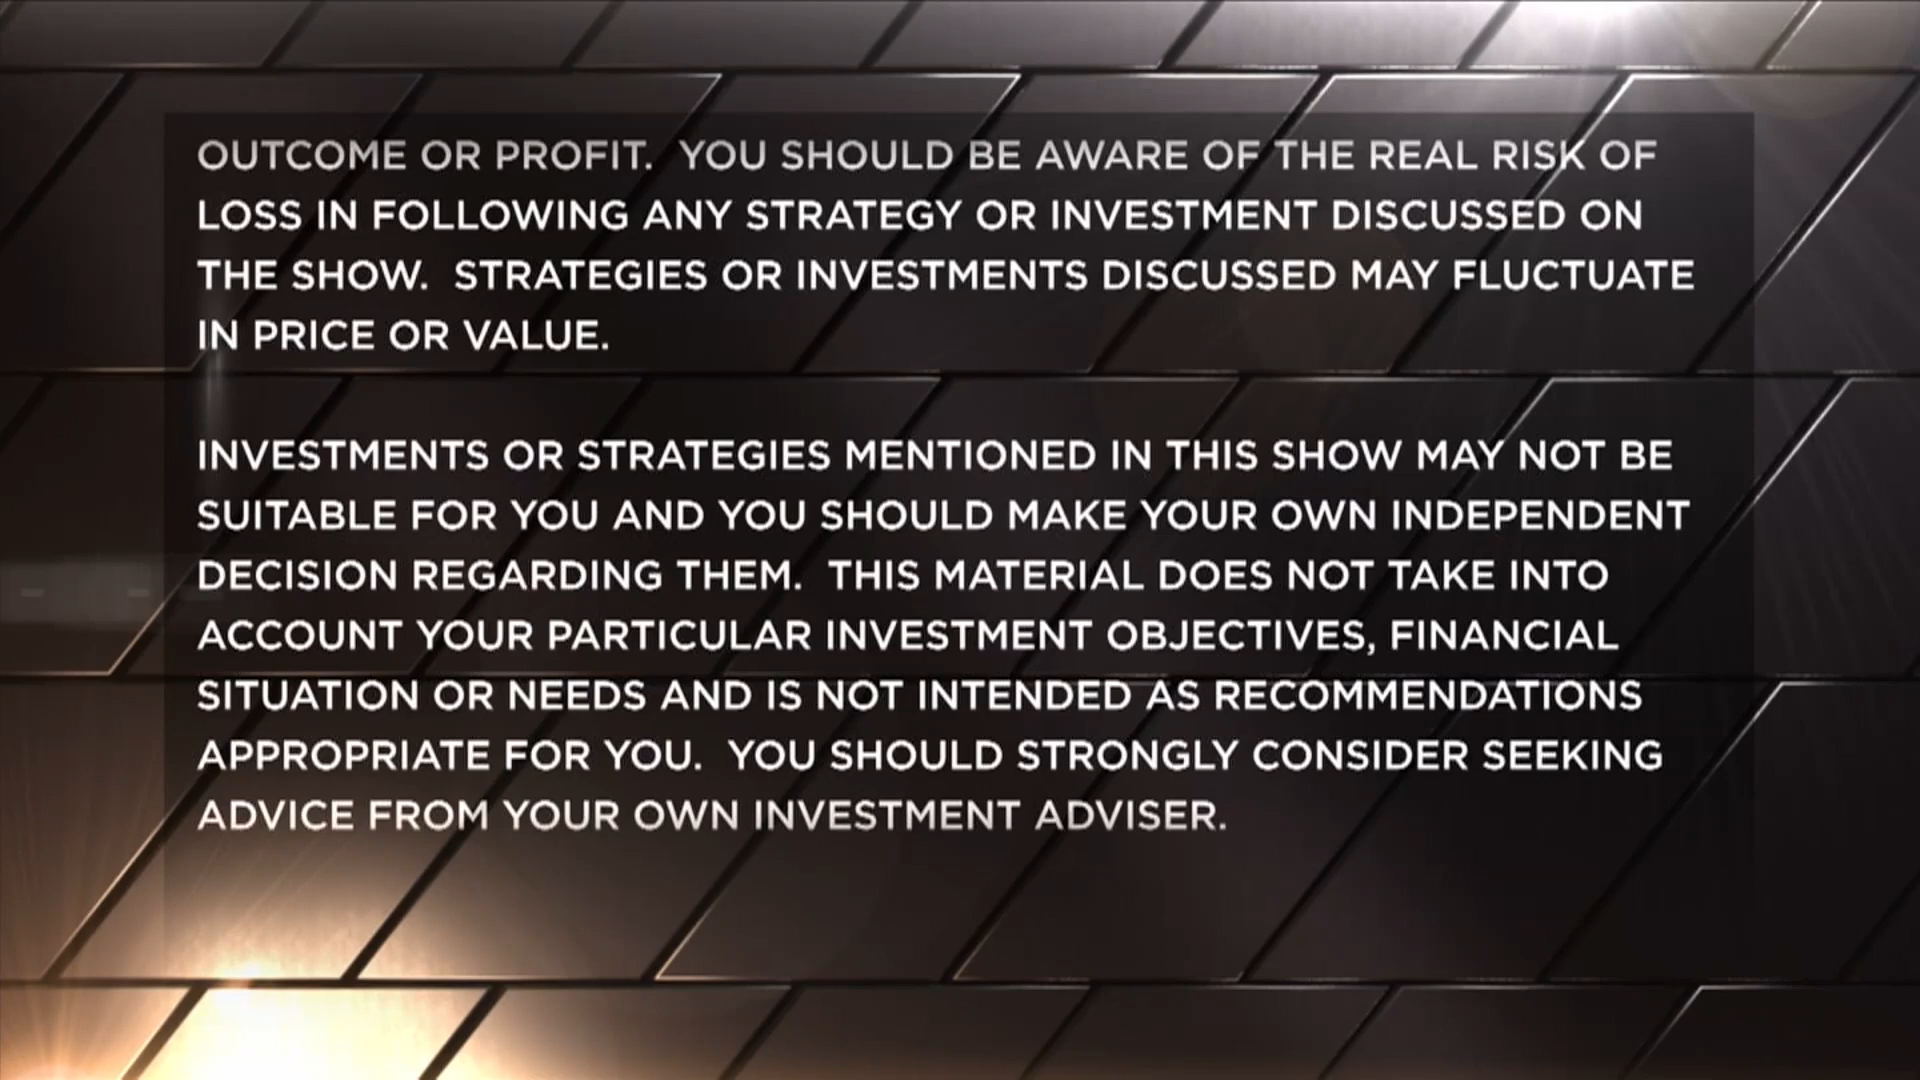 OUTCOME OR PROFIT. YOU SHOULD BE AWARE OF THE REAL RISK OF
LOSS IN FOLLOWING ANY STRATEGY OR INVESTMENT DISCUSSED ON
THE SHOW. STRATEGIES OR INVESTMENTS DISCUSSED MAY FLUCTUATE
IN PRICE OR VALUE.
INVESTMENTS OR STRATEGIES MENTIONED IN THIS SHOW MAY NOT BE
SUITABLE FOR YOU AND YOU SHOULD MAKE YOUR OWN INDEPENDENT
DECISION REGARDING THEM. THIS MATERIAL DOES NOT TAKE INTO
ACCOUNT YOUR PARTICULAR INVESTMENT OBJECTIVES, FINANCIAL
SITUATION OR NEEDS AND IS NOT INTENDED AS RECOMMENDATIONS
APPROPRIATE FOR YOU. YOU SHOULD STRONGLY CONSIDER SEEKING
ADVICE FROM YOUR OWN INVESTMENT ADVISER.